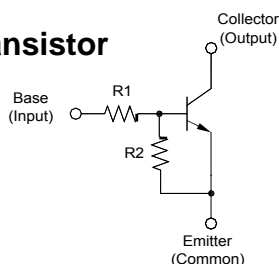 ansistor
Collector
(Output)
R1
Base
(Input)
R2
Emitter
(Common)